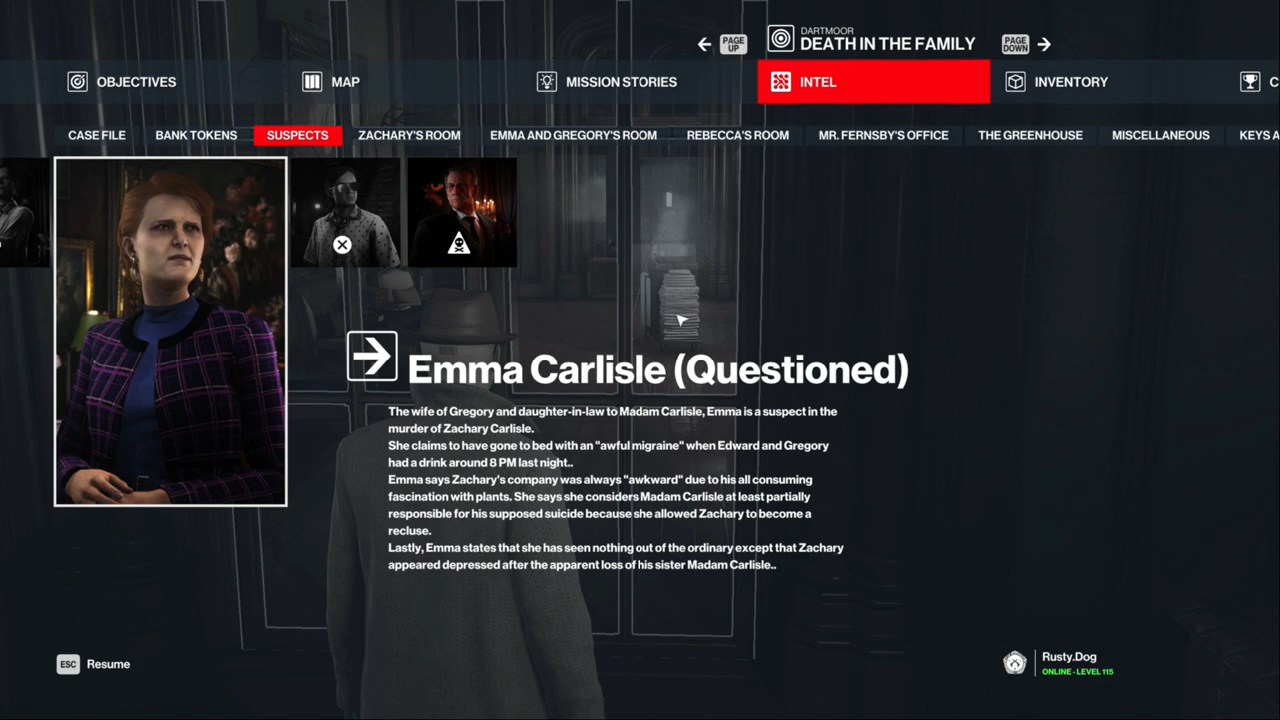 PAGE UP
DARTMOOR
DEATH IN THE FAMILY
PAGE DOWN
OBJECTIVES
MAP
MISSION STORIES
INTEL
INVENTORY
C
CASE FILE
BANK TOKENS
SUSPECTS
ZACHARY'S ROOM
EMMA AND GREGORY'S ROOM
REBECCA'S ROOM
MR. FERNSBY'S OFFICE
THE GREENHOUSE
MISCELLANEOUS
KEYS A
Emma Carlisle (Questioned)
The wife of Gregory and daughter-in-law to Madam Carlisle, Emma is a suspect in the
murder of Zachary Carlisle.
She claims to have gone to bed with an "awful migraine" when Edward and Gregory
had a drink around 8 PM last night..
Emma says Zachary's company was always "awkward" due to his all consuming
fascination with plants. She says she considers Madam Carlisle at least partially
responsible for his supposed suicide because she allowed Zachary to become a
recluse.
Lastly, Emma states that she has seen nothing out of the ordinary except that Zachary
appeared depressed after the apparent loss of his sister Madam Carlisle..
ESC Resume
Rusty.Dog
ONLINE - LEVEL 115